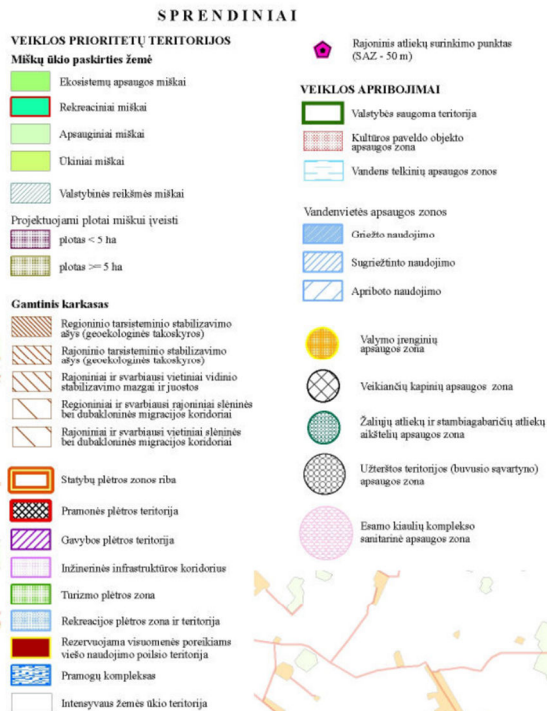 SPRENDINIAI
VEIKLOS PRIORITETŲ TERITORIJOS
Miškų ūkio paskirties žemė
Ekosistemų apsaugos miškai
Rekreaciniai miškai
Apsauginiai miškai
Ūkiniai miškai
Valstybinės reikšmės miškai
Projektuojami plotai miškui įveisti
plotas < 5 ha
plotas >= 5 ha
Gamtinis karkasas
Regioninio tarsisteminio stabilizavimo
ašys (geoekologinės takoskyros)
Rajoninio tarsisteminio stabilizavimo
ašys (geoekologinės takoskyros)
Rajoniniai ir svarbiausi vietiniai vidinio
stabilizavimo mazgai ir juostos
Regioniniai ir svarbiausi rajoniniai slėninės
bei dubakloninės migracijos koridoriai
Rajoniniai ir svarbiausi vietiniai slėninės
bei dubakloninės migracijos koridoriai
Statybų plėtros zonos riba
Pramonės plėtros teritorija
Gavybos plėtros teritorija
Inžinerinės infrastruktūros koridorius
Turizmo plėtros zona
Rekreacijos plėtros zona ir teritorija
Rezervuojama visuomenės poreikiams
viešo naudojimo poilsio teritorija
Pramogų kompleksas
Intensyvaus žemės ūkio teritorija
Rajoninis atliekų surinkimo punktas
(SAZ - 50 m)
VEIKLOS APRIBOJIMAI
Valstybės saugoma teritorija
Kultūros paveldo objekto
apsaugos zona
Vandens telkinių apsaugos zonos
Vandenvietės apsaugos zonos
Griežto naudojimo
Sugriežtinto naudojimo
Apriboto naudojimo
Valymo įrenginių
apsaugos zona
Veikiančių kapinių apsaugos zona
Žaliųjų atliekų ir stambiagabaričių atliekų
aikštelių apsaugos zona
Užterštos teritorijos (buvusio sąvartyno)
apsaugos zona
Esamo kiaulių komplekso
sanitarinė apsaugos zona